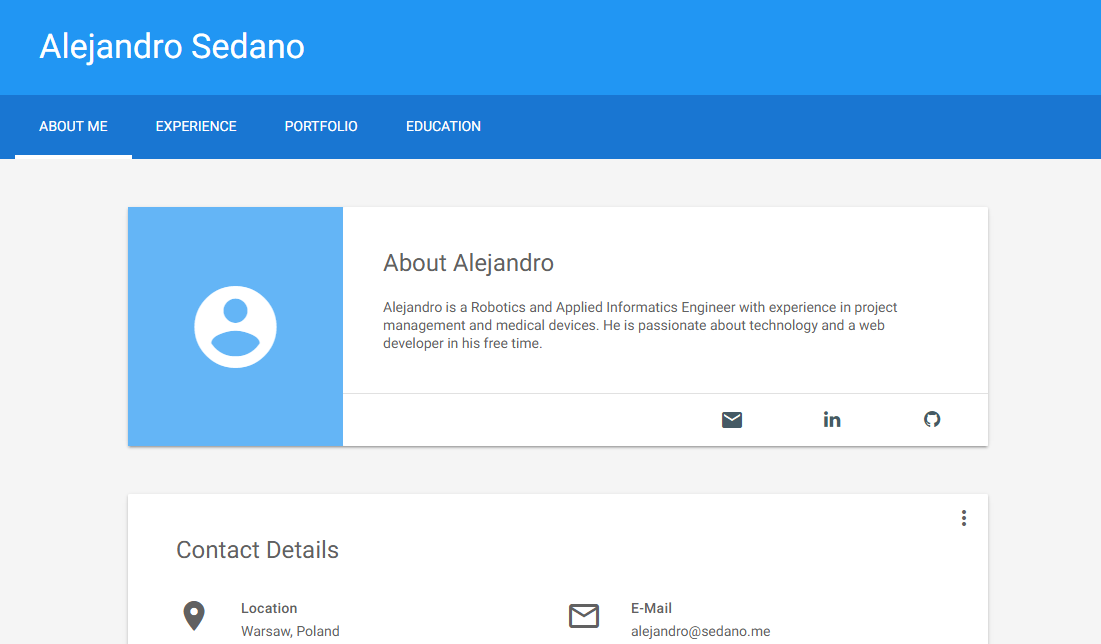 Alejandro Sedano
ABOUT ME
EXPERIENCE
PORTFOLIO
EDUCATION
About Alejandro
Alejandro is a Robotics and Applied Informatics Engineer with experience in project
management and medical devices. He is passionate about technology and a web
developer in his free time.
in
Contact Details
Location
Warsaw, Poland
E-Mail
alejandro@sedano.me